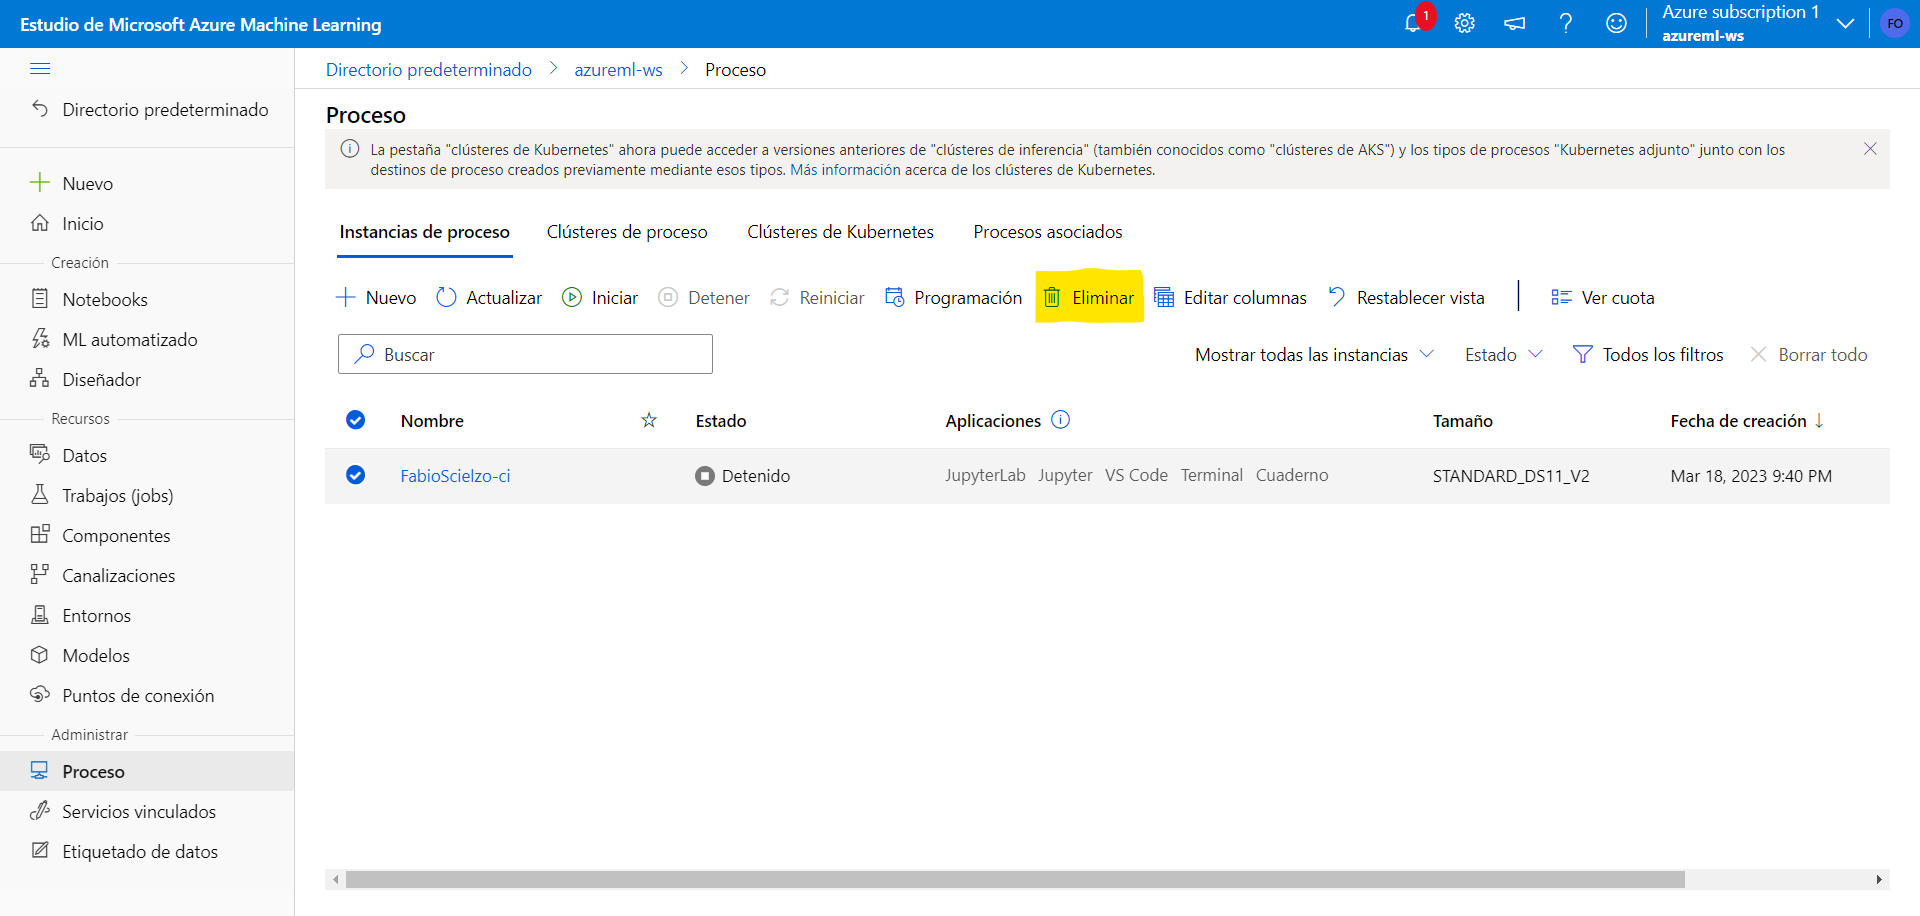 Estudio de Microsoft Azure Machine Learning
1
Azure subscription 1
azureml-ws
FO
Directorio predeterminado
Nuevo
Inicio
Creación
Notebooks
ML automatizado
Diseñador
Recursos
Datos
Trabajos (jobs)
Componentes
Canalizaciones
Entornos
Modelos
Puntos de conexión
Administrar
Proceso
Servicios vinculados
Etiquetado de datos
Directorio predeterminado > azureml-ws > Proceso
Proceso
La pestaña "clústeres de Kubernetes" ahora puede acceder a versiones anteriores de "clústeres de inferencia" (también conocidos como "clústeres de AKS") y los tipos de procesos "Kubernetes adjunto" junto con los
destinos de proceso creados previamente mediante esos tipos. Más información acerca de los clústeres de Kubernetes.
Instancias de proceso Clústeres de proceso Clústeres de Kubernetes Procesos asociados
Nuevo Actualizar Iniciar Detener Reiniciar Programación Eliminar Editar columnas Restablecer vista Ver cuota
Buscar Mostrar todas las instancias Estado Todos los filtros Borrar todo
Nombre Estado Aplicaciones Tamaño Fecha de creación ↓
FabioScielzo-ci Detenido JupyterLab Jupyter VS Code Terminal Cuaderno STANDARD_DS11_V2 Mar 18, 2023 9:40 PM